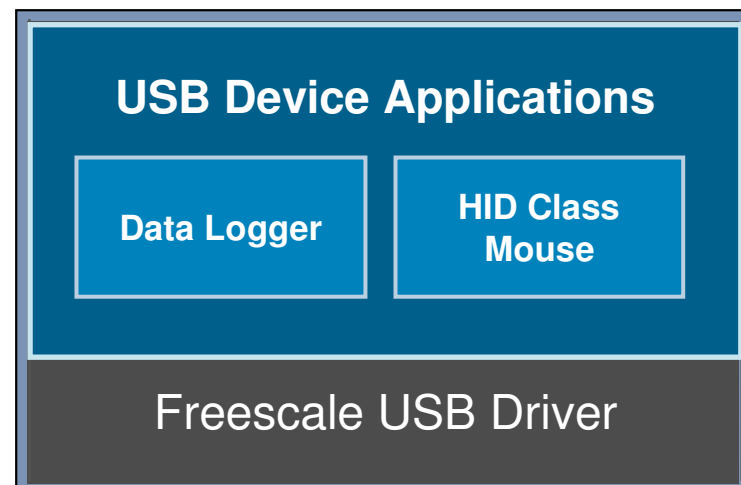 USB Device Applications
Data Logger
HID Class
Mouse
Freescale USB Driver